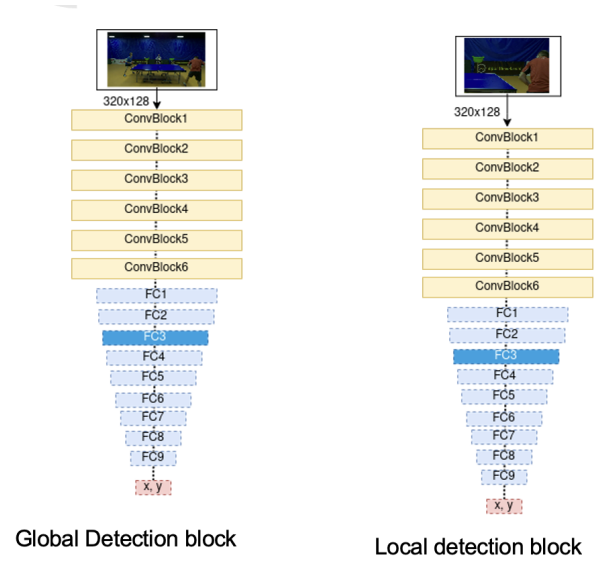 320x128
ConvBlock1
ConvBlock2
ConvBlock3
ConvBlock4
ConvBlock5
ConvBlock6
FC1
FC2
FC3
FC4
FC5
FC6
FC7
FC8
FC9
x, y
Global Detection block
320x128
ConvBlock1
ConvBlock2
ConvBlock3
ConvBlock4
ConvBlock5
ConvBlock6
FC1
FC2
FC3
FC4
FC5
FC6
FC7
FC8
FC9
x, y
Local detection block